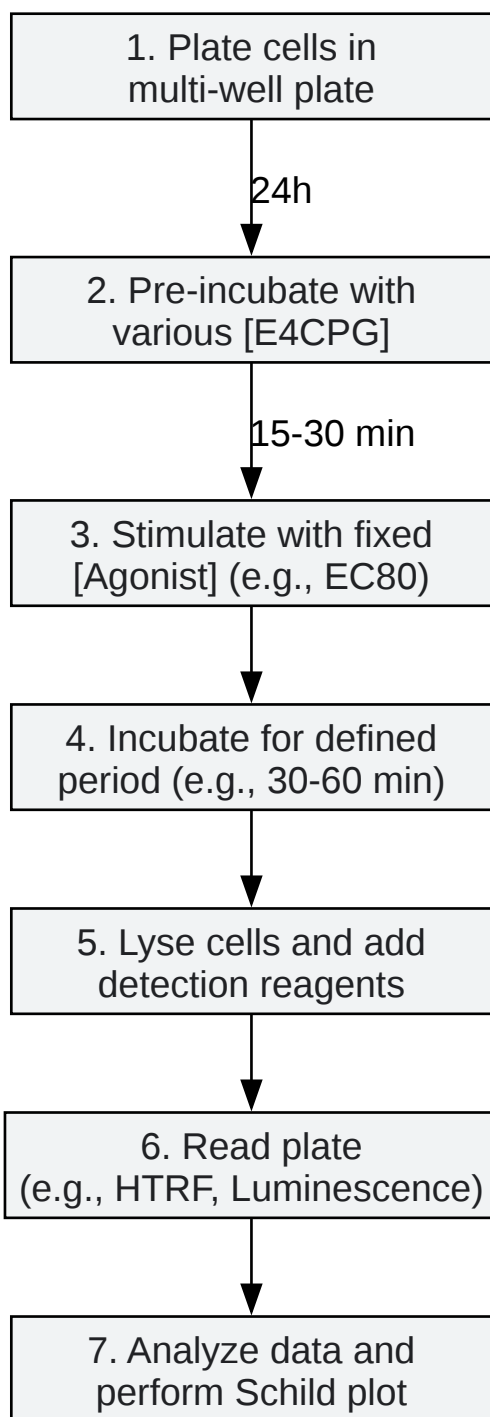 1. Plate cells in
multi-well plate
24h
2. Pre-incubate with
various [E4CPG]
15-30 min
3. Stimulate with fixed
[Agonist] (e.g., EC80)
4. Incubate for defined
period (e.g., 30-60 min)
5. Lyse cells and add
detection reagents
6. Read plate
(e.g., HTRF, Luminescence)
7. Analyze data and
perform Schild plot